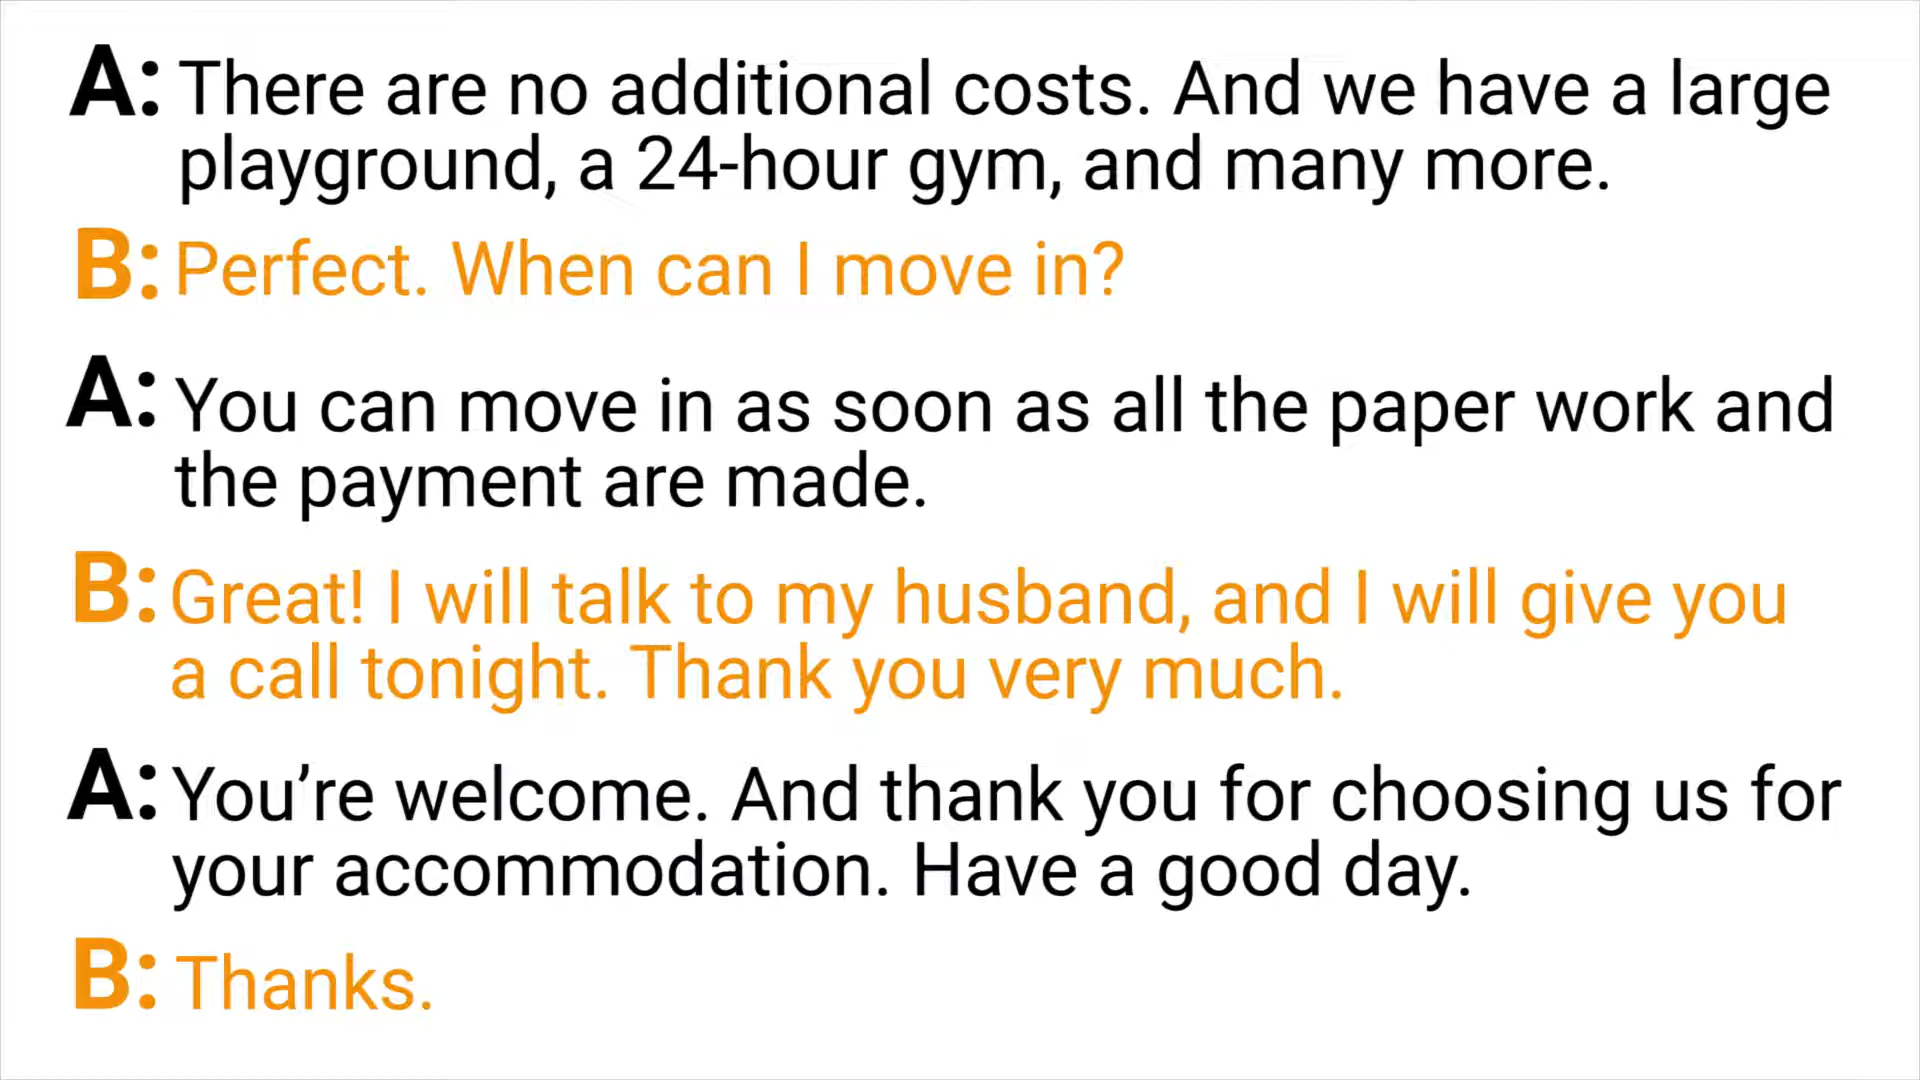 A: There are no additional costs. And we have a large
playground, a 24-hour gym, and many more.
B: Perfect. When can I move in?
A: You can move in as soon as all the paper work and
the payment are made.
B: Great! I will talk to my husband, and I will give you
a call tonight. Thank you very much.
A: You’re welcome. And thank you for choosing us for
your accommodation. Have a good day.
B: Thanks.